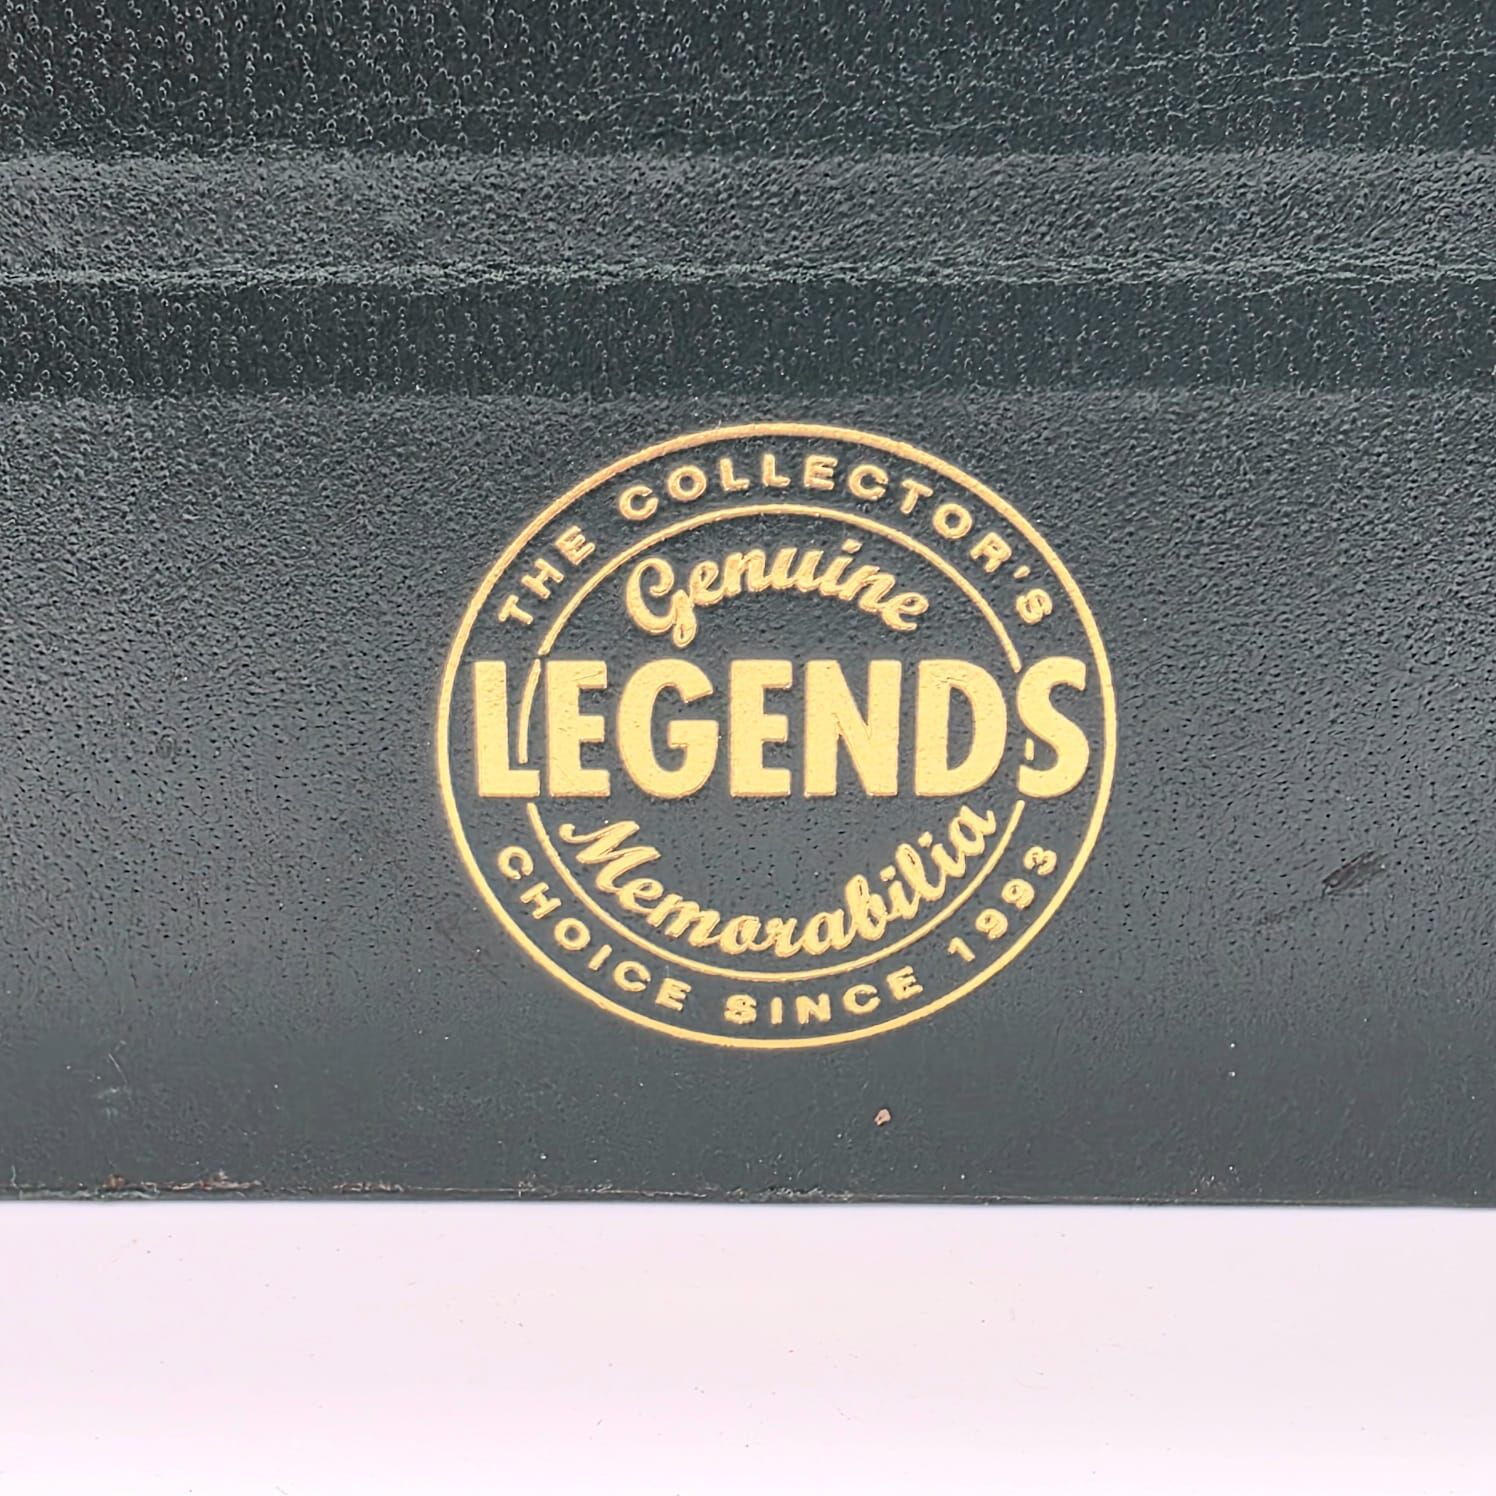 THE COLLECTOR'S
Genuine
LEGENDS
Memorabilia
CHOICE SINCE 1993